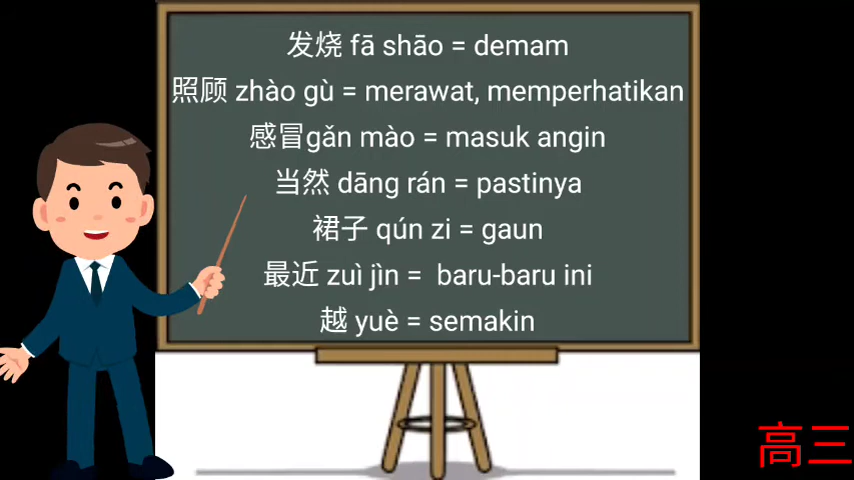 发烧 fā shāo = demam
照顾 zhào gù = merawat, memperhatikan
感冒gǎn mào = masuk angin
当然 dāng rán = pastinya
裙子 qún zi = gaun
最近 zuì jìn =  baru-baru ini
越 yuè = semakin
高三